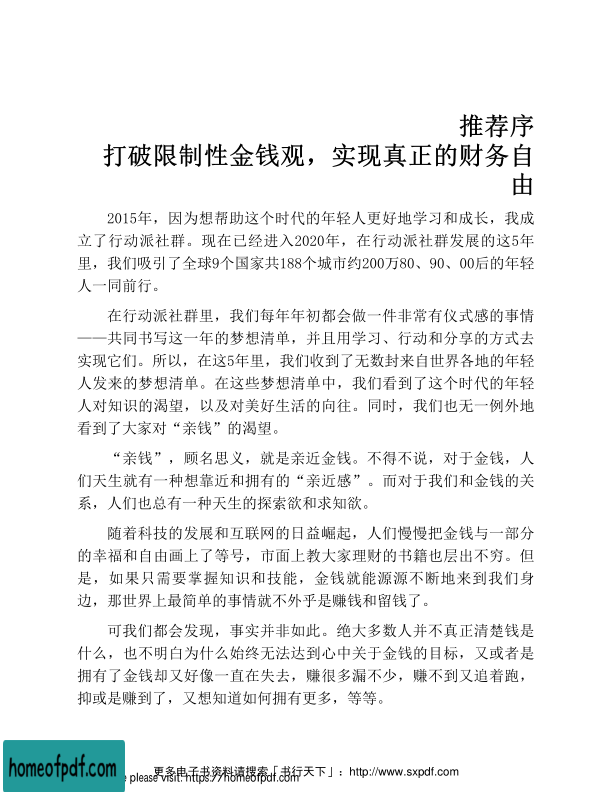 推荐序
打破限制性金钱观，实现真正的财务自
由
2015年，因为想帮助这个时代的年轻人更好地学习和成长，我成
立了行动派社群。现在已经进入2020年，在行动派社群发展的这5年
里，我们吸引了全球9个国家共188个城市约200万80、90、00后的年轻
人一同前行。
在行动派社群里，我们每年年初都会做一件非常有仪式感的事情
——共同书写这一年的梦想清单，并且用学习、行动和分享的方式去
实现它们。所以，在这5年里，我们收到了无数封来自世界各地的年轻
人发来的梦想清单。在这些梦想清单中，我们看到了这个时代的年轻
人对知识的渴望，以及对美好生活的向往。同时，我们也无一例外地
看到了大家对“亲钱”的渴望。
“亲钱”，顾名思义，就是亲近金钱。不得不说，对于金钱，人
们天生就有一种想靠近和拥有的“亲近感”。而对于我们和金钱的关
系，人们也总有一种天生的探索欲和求知欲。
随着科技的发展和互联网的日益崛起，人们慢慢把金钱与一部分
的幸福和自由画上了等号，市面上教大家理财的书籍也层出不穷。但
是，如果只需要掌握知识和技能，金钱就能源源不断地来到我们身
边，那世界上最简单的事情就不外乎是赚钱和留钱了。
可我们都会发现，事实并非如此。绝大多数人并不真正清楚钱是
什么，也不明白为什么始终无法达到心中关于金钱的目标，又或者是
拥有了金钱却又好像一直在失去，赚很多漏不少，赚不到又追着跑，
抑或是赚到了，又想知道如何拥有更多，等等。
更多电子书资料请搜索「书行天下」：http://www.sxpdf.com
homeofpdf.com
please visit: https://homeofpdf.com